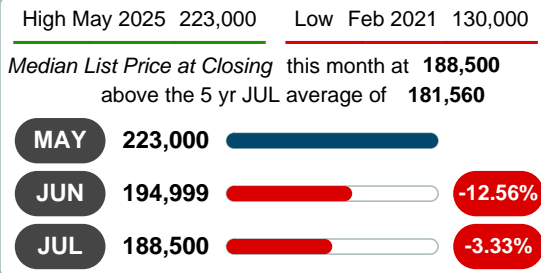 High May 2025 223,000 Low Feb 2021 130,000
Median List Price at Closing this month at 188,500
above the 5 yr JUL average of 181,560
MAY 223,000
JUN 194,999 -12.56%
JUL 188,500 -3.33%